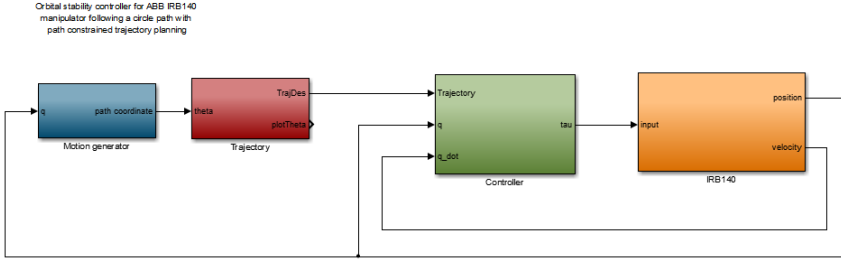 Orbital stability controller for ABB IRB140
manipulator following a circle path with
path constrained trajectory planning
q
path coordinate
Motion generator
theta
TrajDes
plotTheta
Trajectory
Trajectory
q
q_dot
tau
Controller
input
position
velocity
IRB140